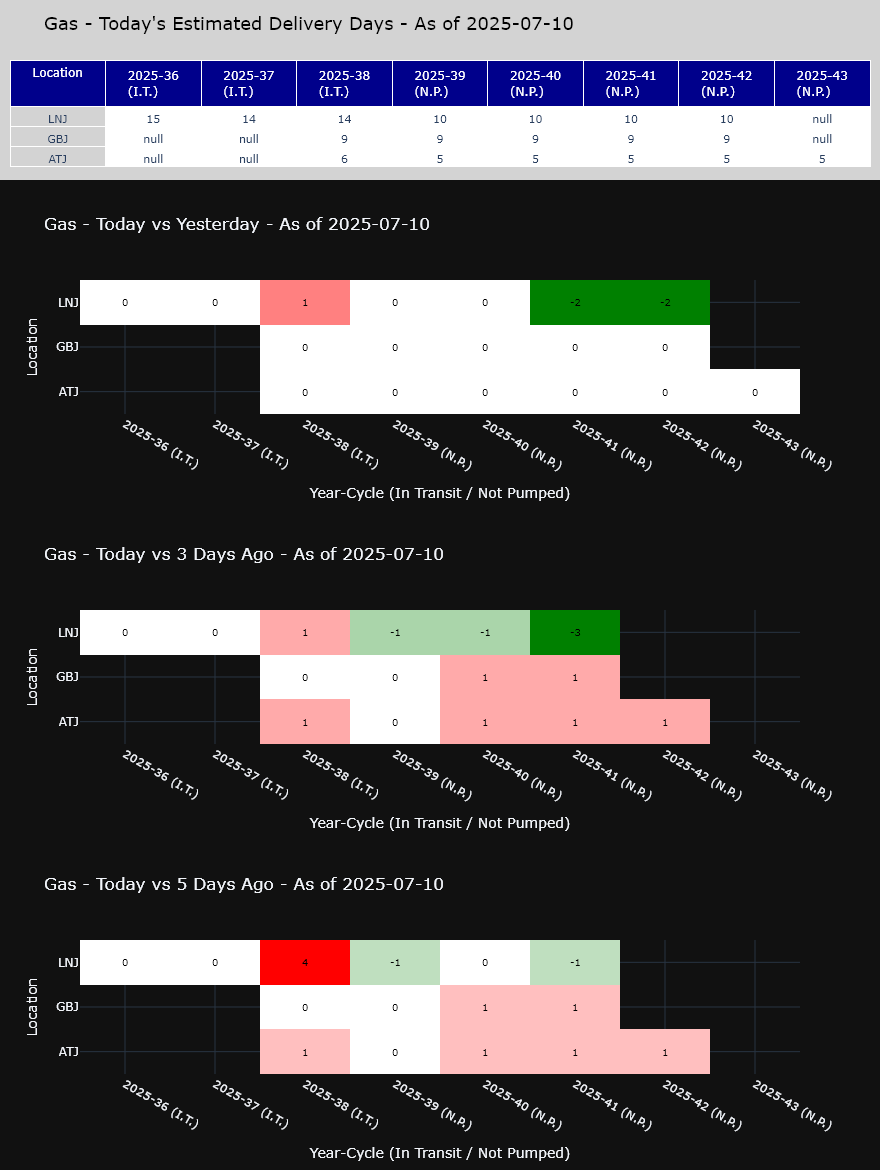 Gas - Today's Estimated Delivery Days - As of 2025-07-10
Location 2025-36 (I.T.) 2025-37 (I.T.) 2025-38 (I.T.) 2025-39 (N.P.) 2025-40 (N.P.) 2025-41 (N.P.) 2025-42 (N.P.) 2025-43 (N.P.)
LNJ 15 14 14 10 10 10 10 null
GBJ null null 9 9 9 9 9 null
ATJ null null 6 5 5 5 5 5
Gas - Today vs Yesterday - As of 2025-07-10
Location
LNJ 0 0 1 0 0 -2 -2
GBJ 0 0 0 0 0
ATJ 0 0 0 0 0 0
2025-36 (I.T.) 2025-37 (I.T.) 2025-38 (I.T.) 2025-39 (N.P.) 2025-40 (N.P.) 2025-41 (N.P.) 2025-42 (N.P.) 2025-43 (N.P.)
Year-Cycle (In Transit / Not Pumped)
Gas - Today vs 3 Days Ago - As of 2025-07-10
Location
LNJ 0 0 1 -1 -1 -3
GBJ 0 0 1 1
ATJ 1 0 1 1 1
2025-36 (I.T.) 2025-37 (I.T.) 2025-38 (I.T.) 2025-39 (N.P.) 2025-40 (N.P.) 2025-41 (N.P.) 2025-42 (N.P.) 2025-43 (N.P.)
Year-Cycle (In Transit / Not Pumped)
Gas - Today vs 5 Days Ago - As of 2025-07-10
Location
LNJ 0 0 4 -1 0 -1
GBJ 0 0 1 1
ATJ 1 0 1 1 1
2025-36 (I.T.) 2025-37 (I.T.) 2025-38 (I.T.) 2025-39 (N.P.) 2025-40 (N.P.) 2025-41 (N.P.) 2025-42 (N.P.) 2025-43 (N.P.)
Year-Cycle (In Transit / Not Pumped)